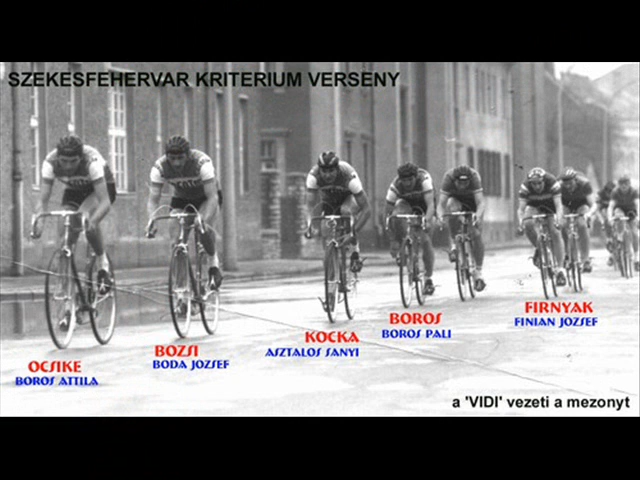 SZEKESFEHERVAR KRITERIUM VERSENY
OCSIKE
BOROS ATTILA
BOZSI
BODA JOZSEF
KOCKA
ASZTALOS SANYI
BOROS
BOROS PALI
FIRNYAK
FINIAN JOZSEF
a 'VIDI' vezeti a mezonyt